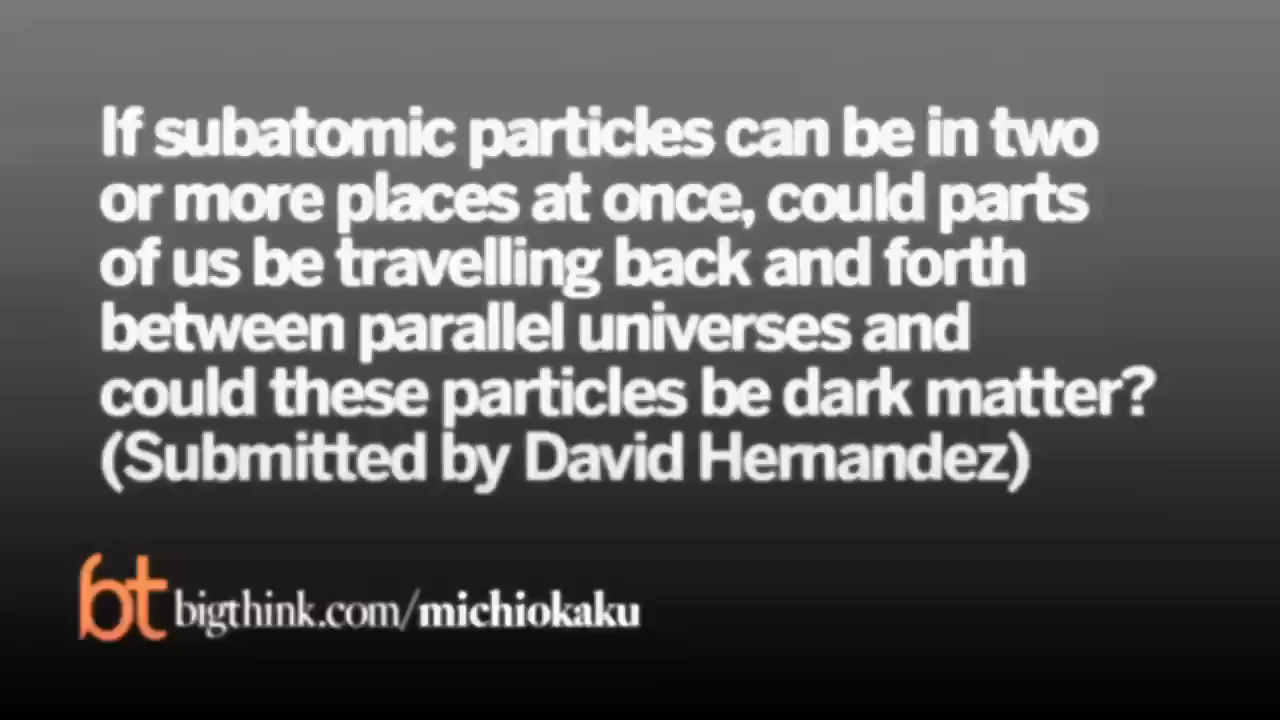 If subatomic particles can be in two
or more places at once, could parts
of us be travelling back and forth
between parallel universes and
could these particles be dark matter?
(Submitted by David Hernandez)
bt bigthink.com/michiokaku